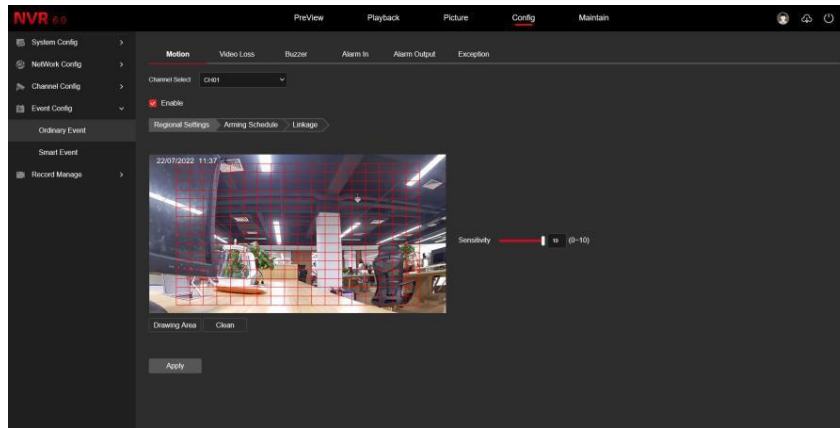 NVR 6.0
PreView Playback Picture Config Maintain
System Config
NetWork Config
Channel Config
Event Config
Ordinary Event
Smart Event
Record Manage
Motion Video Loss Buzzer Alarm In Alarm Output Exception
Channel Select CH01
Enable
Regional Settings Arming Schedule Linkage
22/07/2022 11:37
Sensitivity 10 (0~10)
Drawing Area Clean
Apply